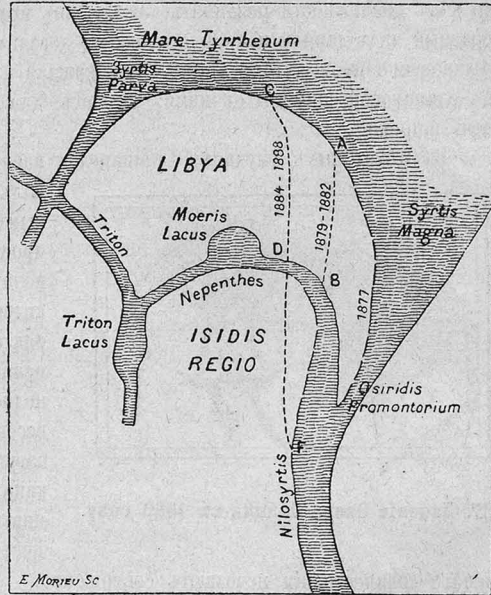 Mare Tyrrhenum
Syrtis
Parva
C
A
LIBYA
1884-1888
1879-1882
Syrtis
Magna
Moeris
Lacus
Triton
D
B
1877
Nepenthes
Triton
Lacus
ISIDIS
REGIO
Osiridis
Promontorium
F
Nilosyrtis
E MORIEU SC